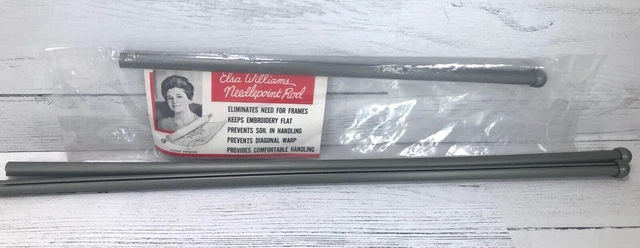 Elsa Williams
Needlepoint Rod
ELIMINATES NEED FOR FRAMES
KEEPS EMBROIDERY FLAT
PREVENTS SOIL IN HANDLING
PREVENTS DIAGONAL WARP
PROVIDES COMFORTABLE HANDLING